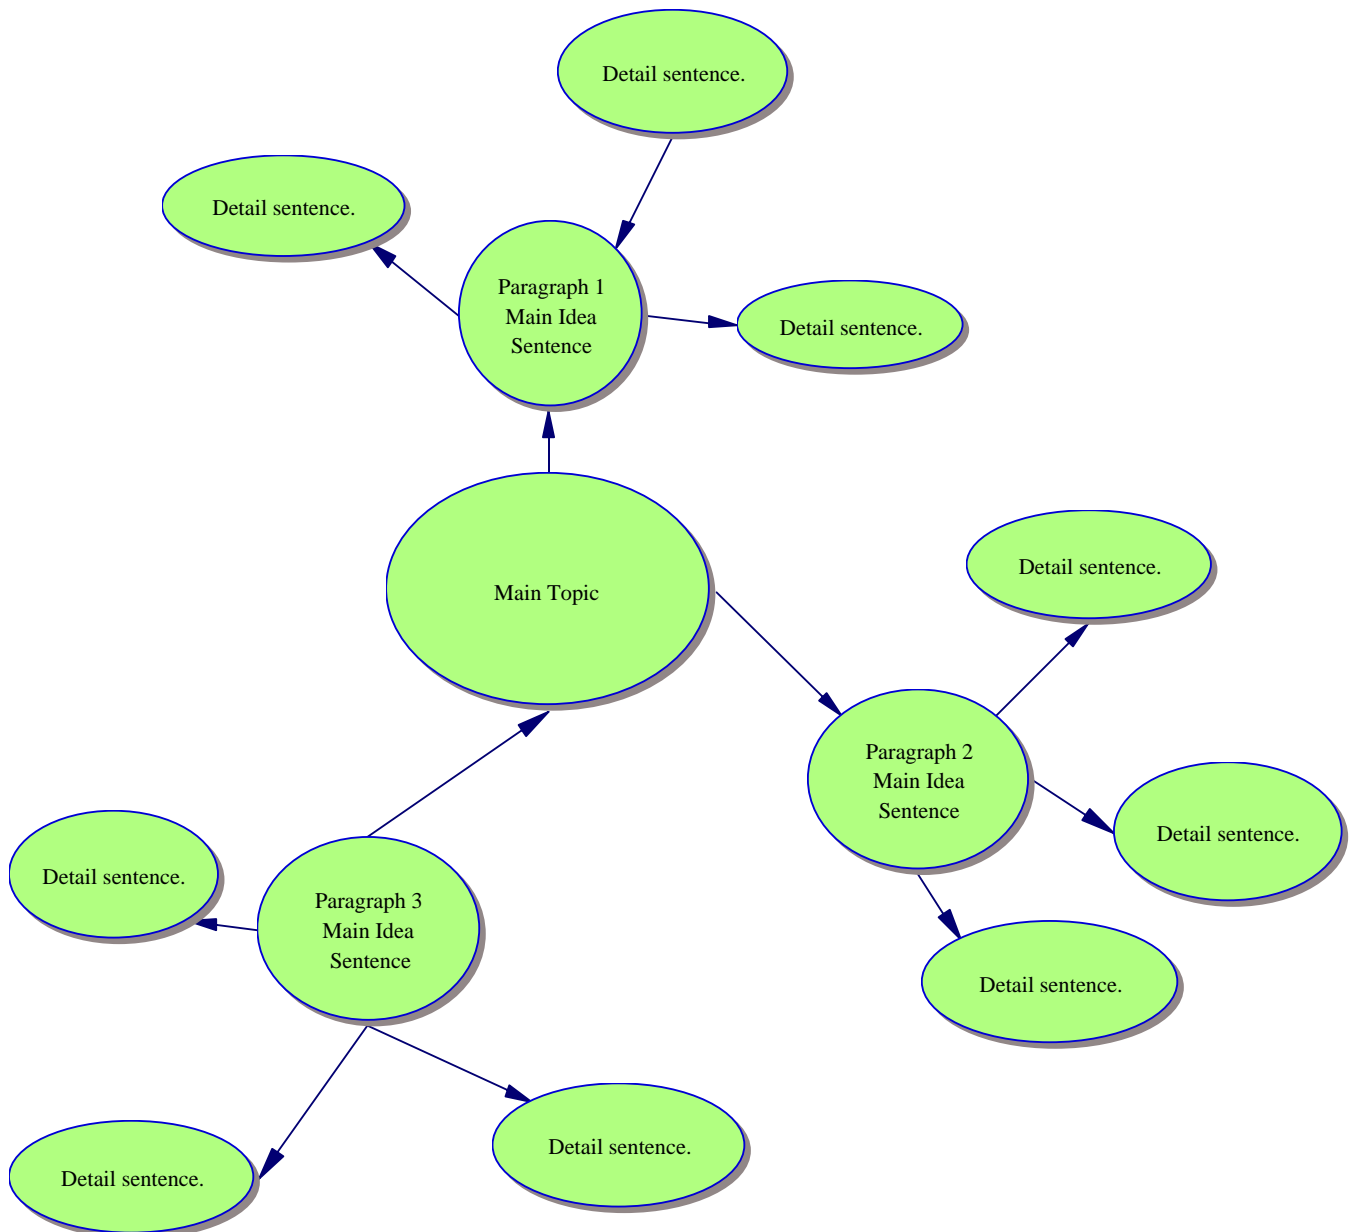 Detail sentence.
Detail sentence.
Paragraph 1
Main Idea
Sentence
Detail sentence.
Main Topic
Detail sentence.
Paragraph 2
Main Idea
Sentence
Detail sentence.
Detail sentence.
Detail sentence.
Paragraph 3
Main Idea
Sentence
Detail sentence.
Detail sentence.